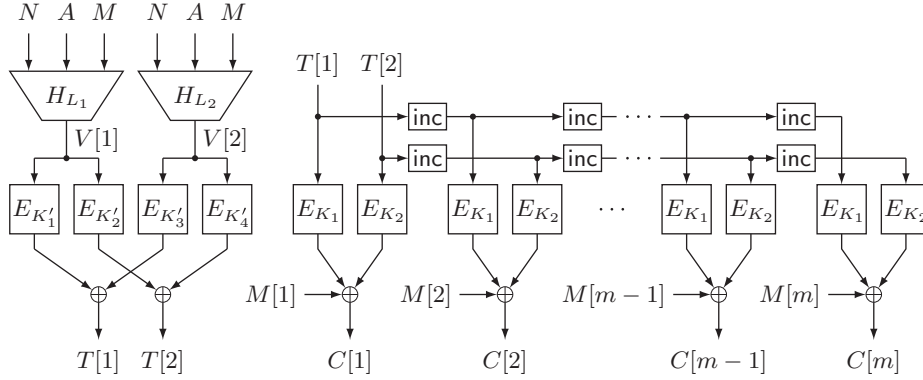 N A M N A M
T[1] T[2]
H_{L_1} H_{L_2}
inc inc ··· inc
V[1] V[2]
inc inc ··· inc
E_{K'_1} E_{K'_2} E_{K'_3} E_{K'_4} E_{K_1} E_{K_2} E_{K_1} E_{K_2} ··· E_{K_1} E_{K_2} E_{K_1} E_{K_2}
M[1] M[2] M[m − 1] M[m]
T[1] T[2] C[1] C[2] C[m − 1] C[m]